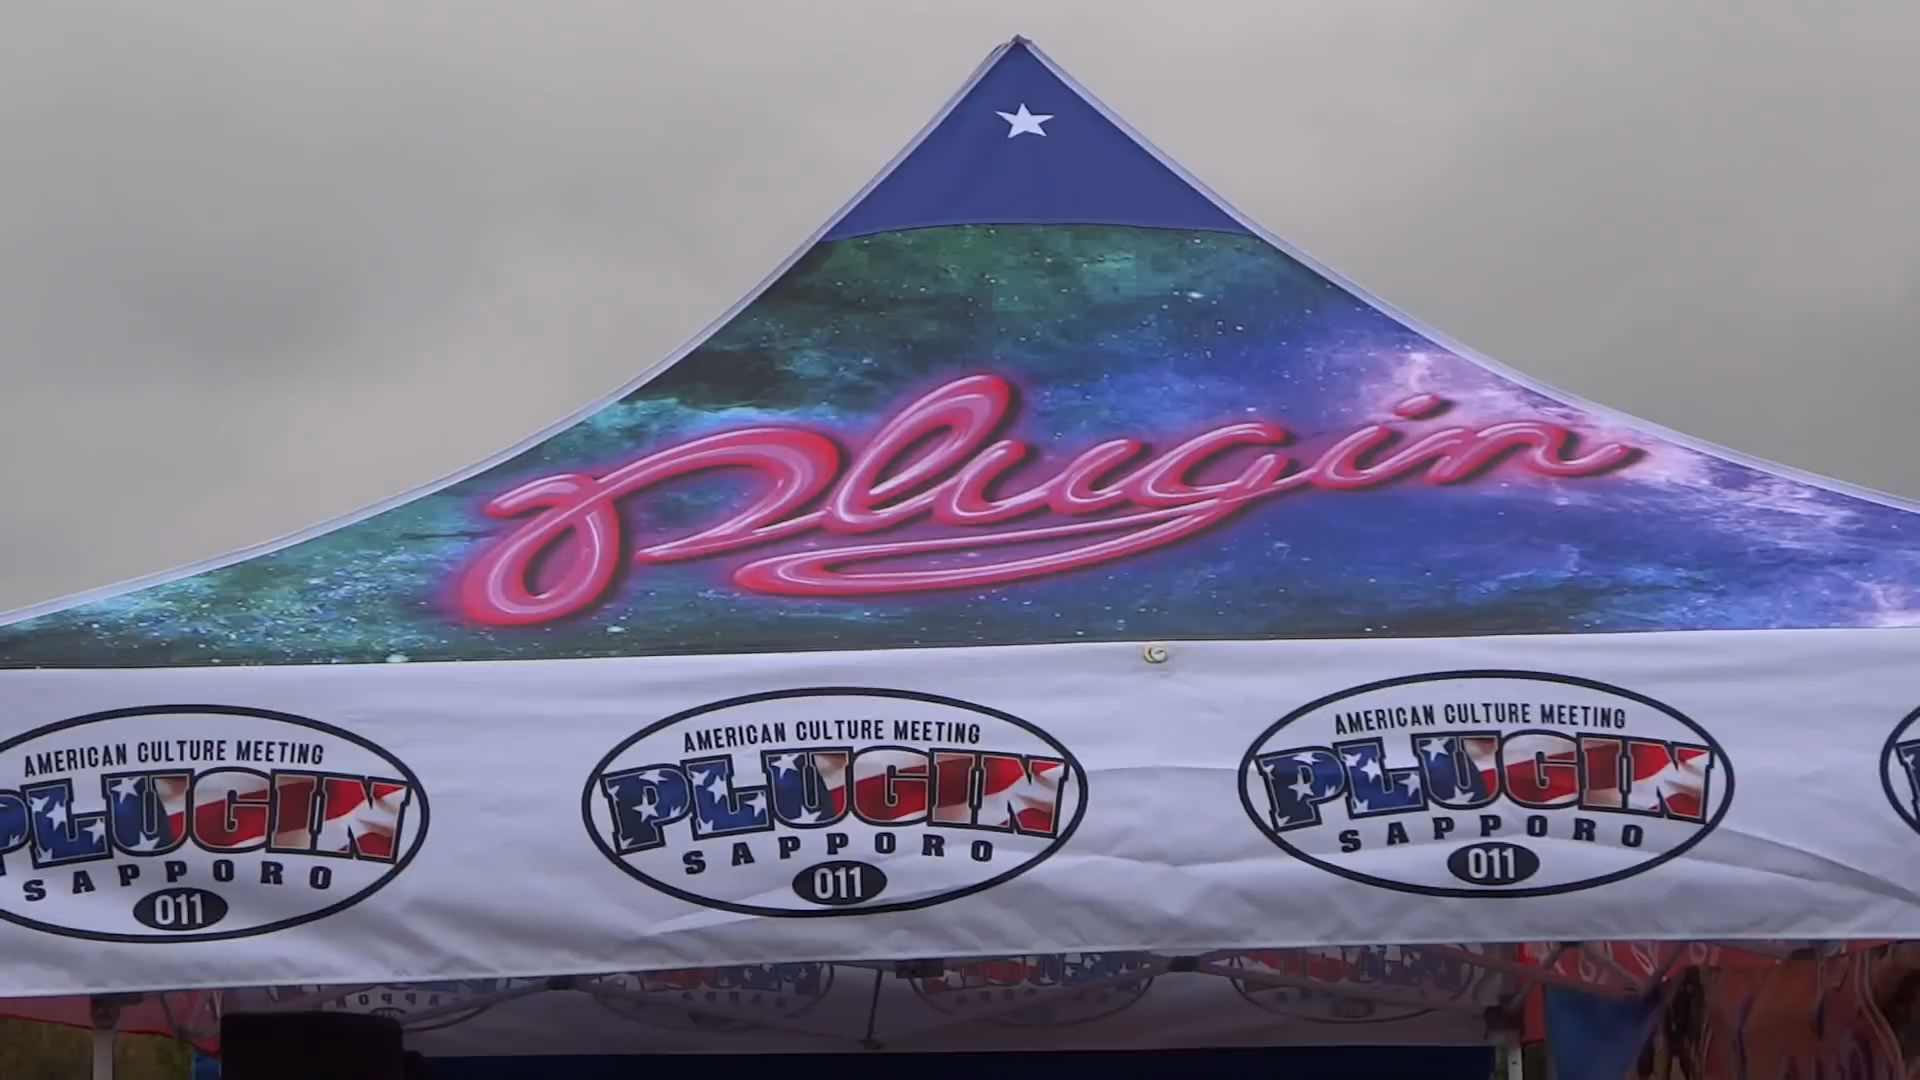 Plugin
AMERICAN CULTURE MEETING
PLUGIN
SAPPORO
011
AMERICAN CULTURE MEETING
PLUGIN
SAPPORO
011
AMERICAN CULTURE MEETING
PLUGIN
SAPPORO
011